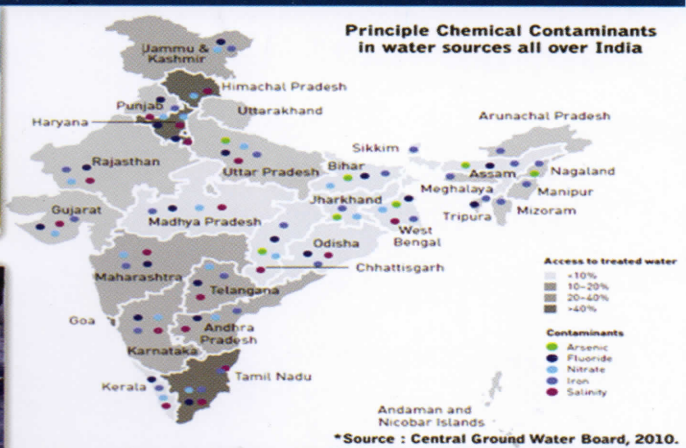 Principle Chemical Contaminants
in water sources all over India
Jammu &
Kashmir
Himachal Pradesh
Punjab
Uttarakhand
Haryana
Arunachal Pradesh
Sikkim
Rajasthan
Uttar Pradesh
Bihar
Assam
Nagaland
Meghalaya
Manipur
Jharkhand
Tripura
Mizoram
Gujarat
Madhya Pradesh
West
Bengal
Odisha
Chhattisgarh
Maharashtra
Telangana
Goa
Andhra
Pradesh
Karnataka
Kerala
Tamil Nadu
Andaman and
Nicobar Islands
Access to treated water
<10%
10-20%
20-40%
>40%
Contaminants
Arsenic
Fluoride
Nitrate
Iron
Salinity
*Source : Central Ground Water Board, 2010.